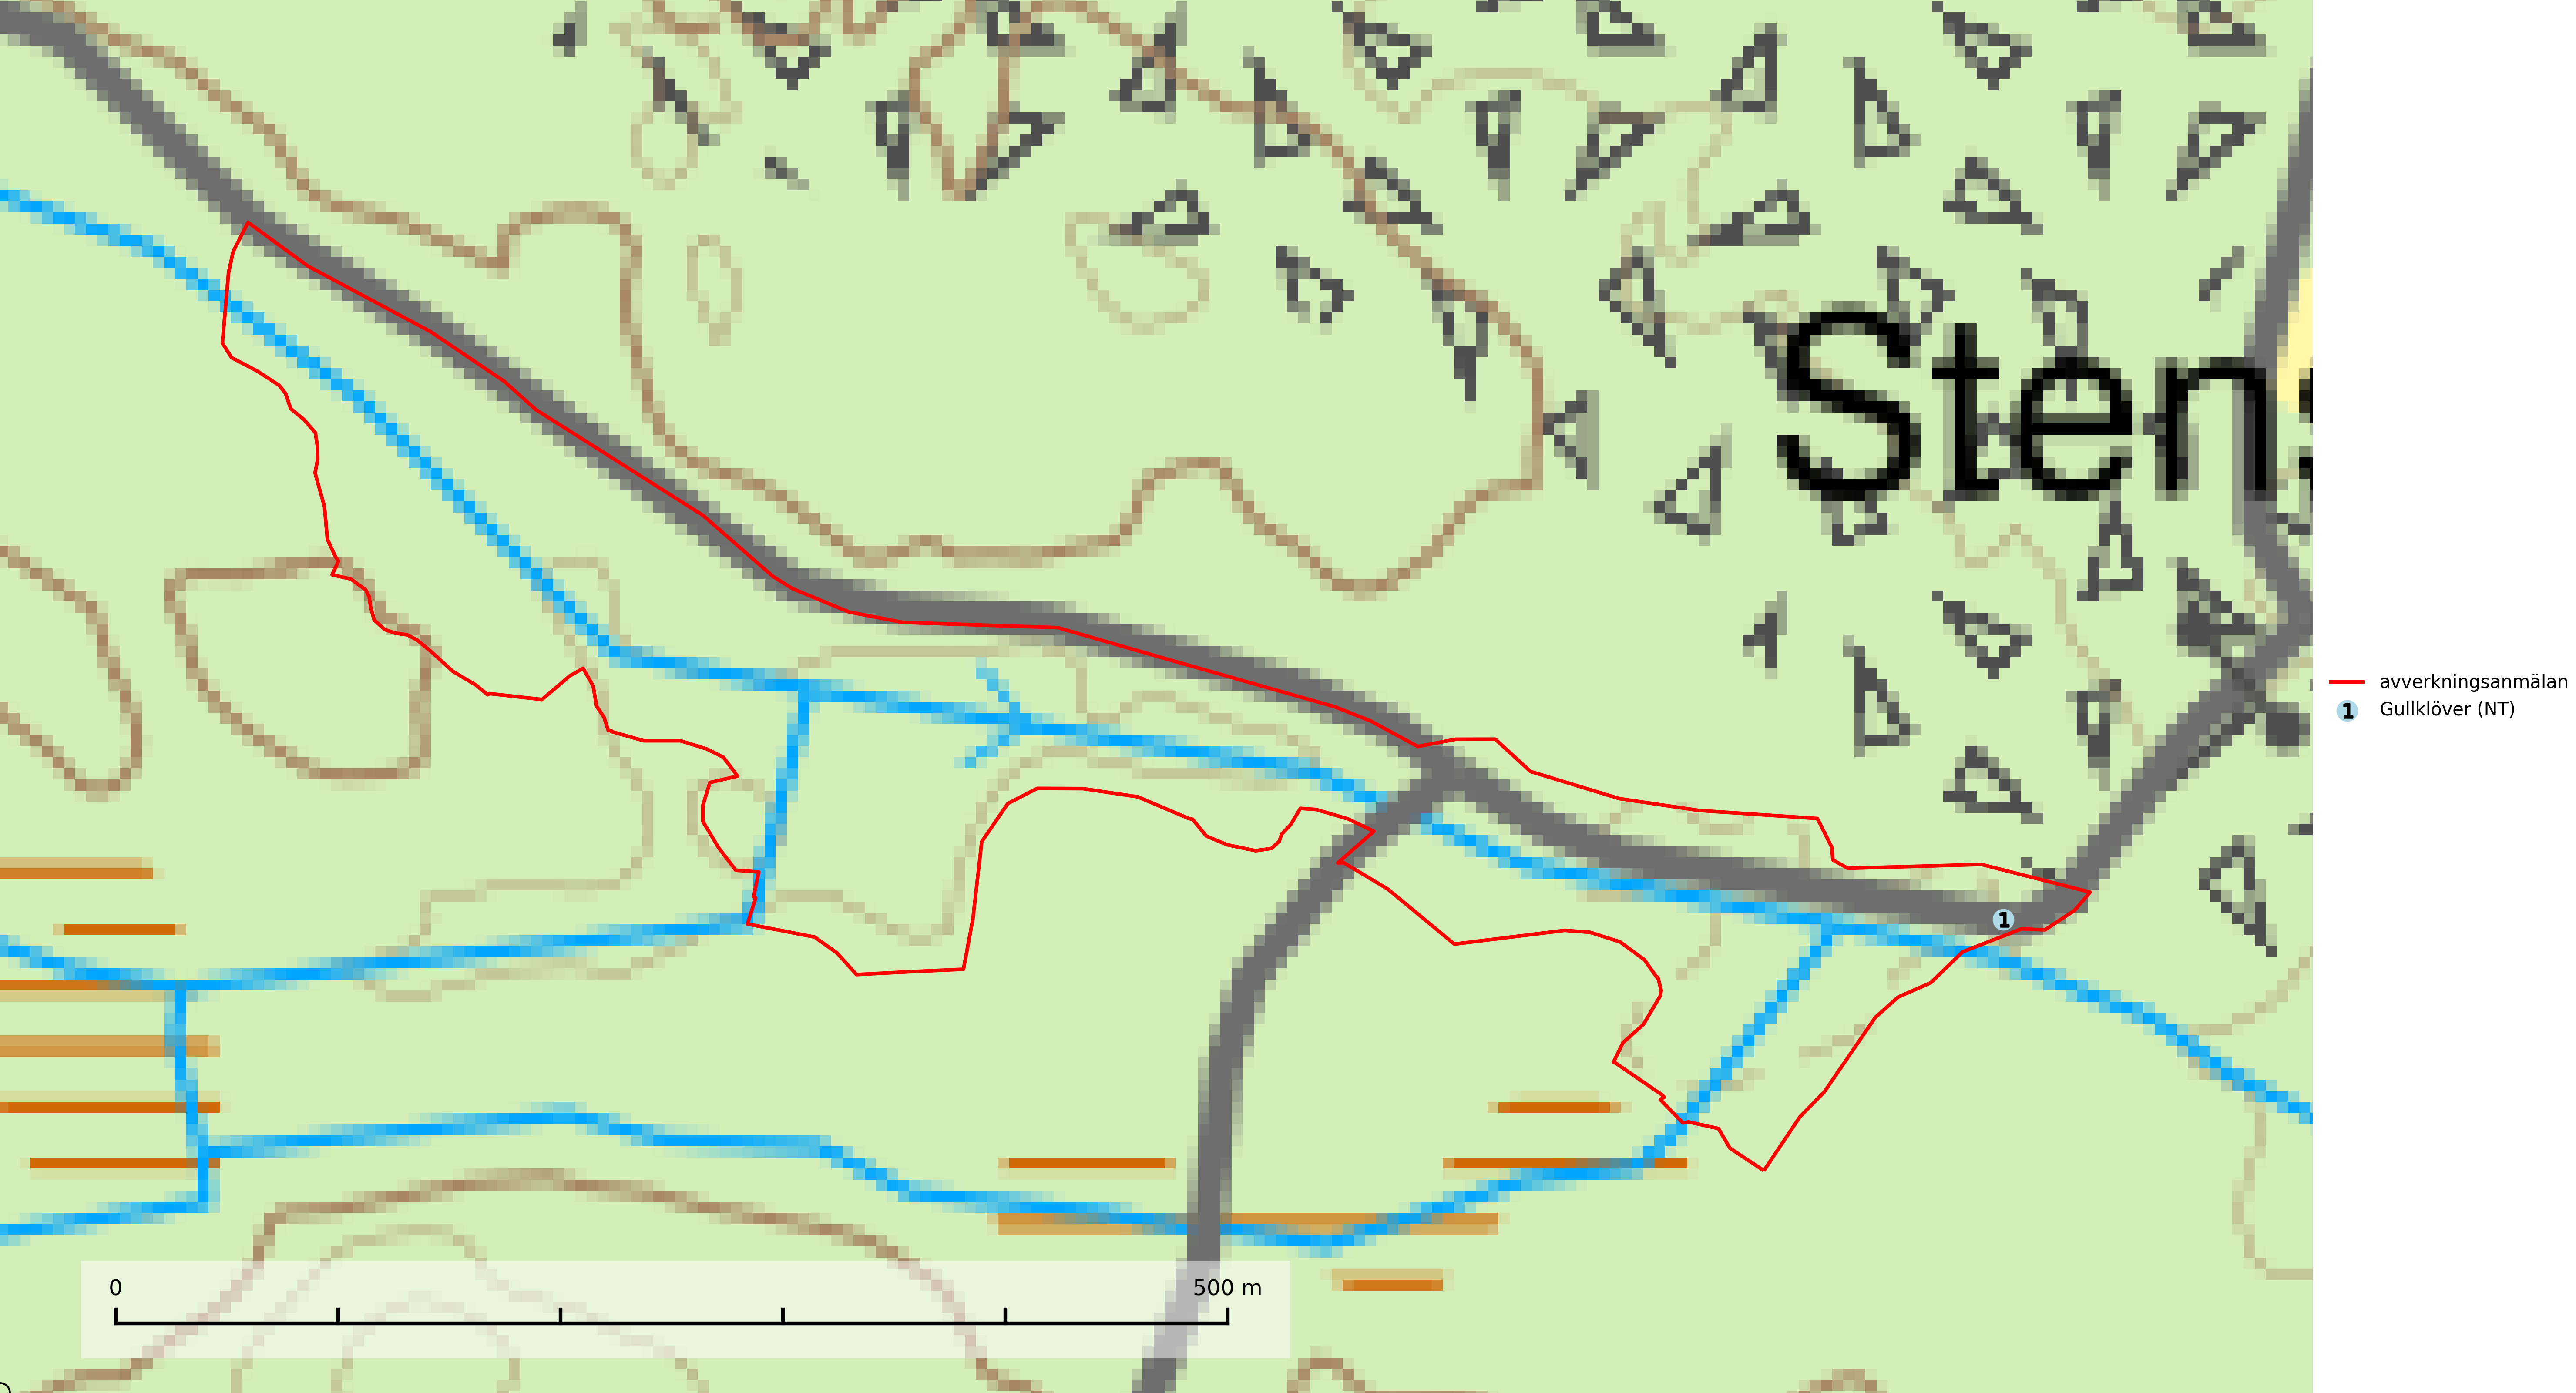 Sten
avverkningsanmälan
1 Gullklöver (NT)
1
0 500 m